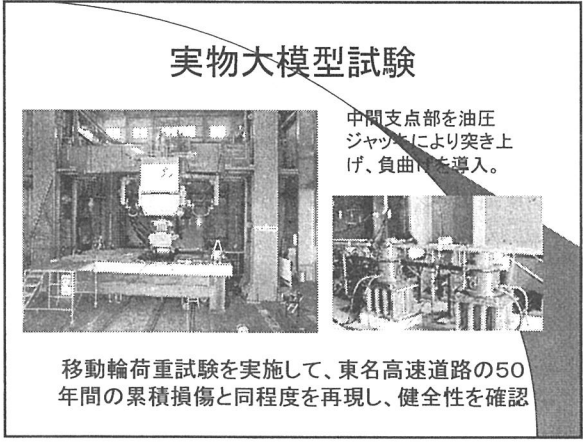 実物大模型試験
中間支点部を油圧
ジャッキにより突き上
げ、負曲げを導入。
移動輪荷重試験を実施して、東名高速道路の50
年間の累積損傷と同程度を再現し、健全性を確認